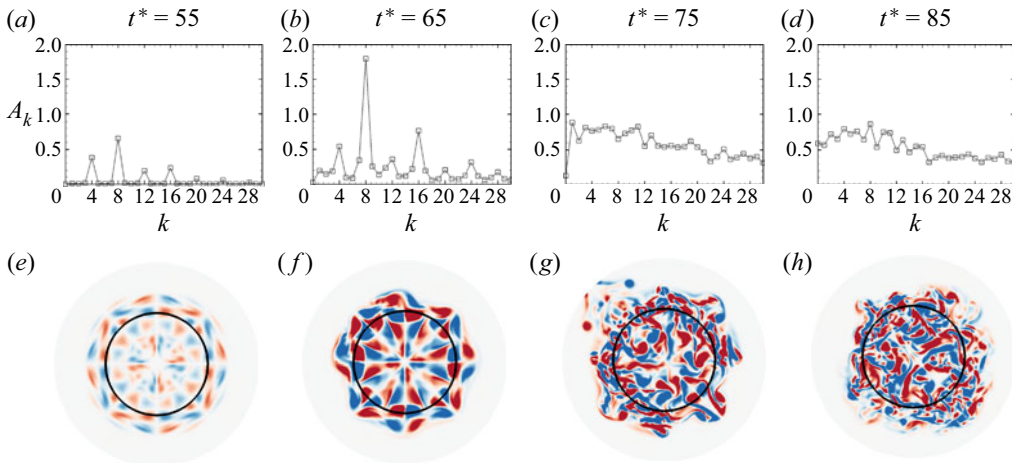 (a) t* = 55 (b) t* = 65 (c) t* = 75 (d) t* = 85
2.0 2.0 2.0 2.0
1.5 1.5 1.5 1.5
A_k 1.0 1.0 1.0 1.0
0.5 0.5 0.5 0.5
0 4 8 12 16 20 24 28 0 4 8 12 16 20 24 28 0 4 8 12 16 20 24 28 0 4 8 12 16 20 24 28
k k k k
(e) (f) (g) (h)